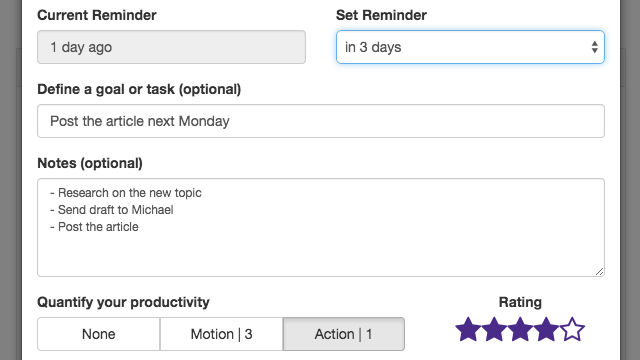 Current Reminder
Set Reminder
1 day ago
in 3 days
Define a goal or task (optional)
Post the article next Monday
Notes (optional)
- Research on the new topic
- Send draft to Michael
- Post the article
Quantify your productivity
Rating
None
Motion | 3
Action | 1